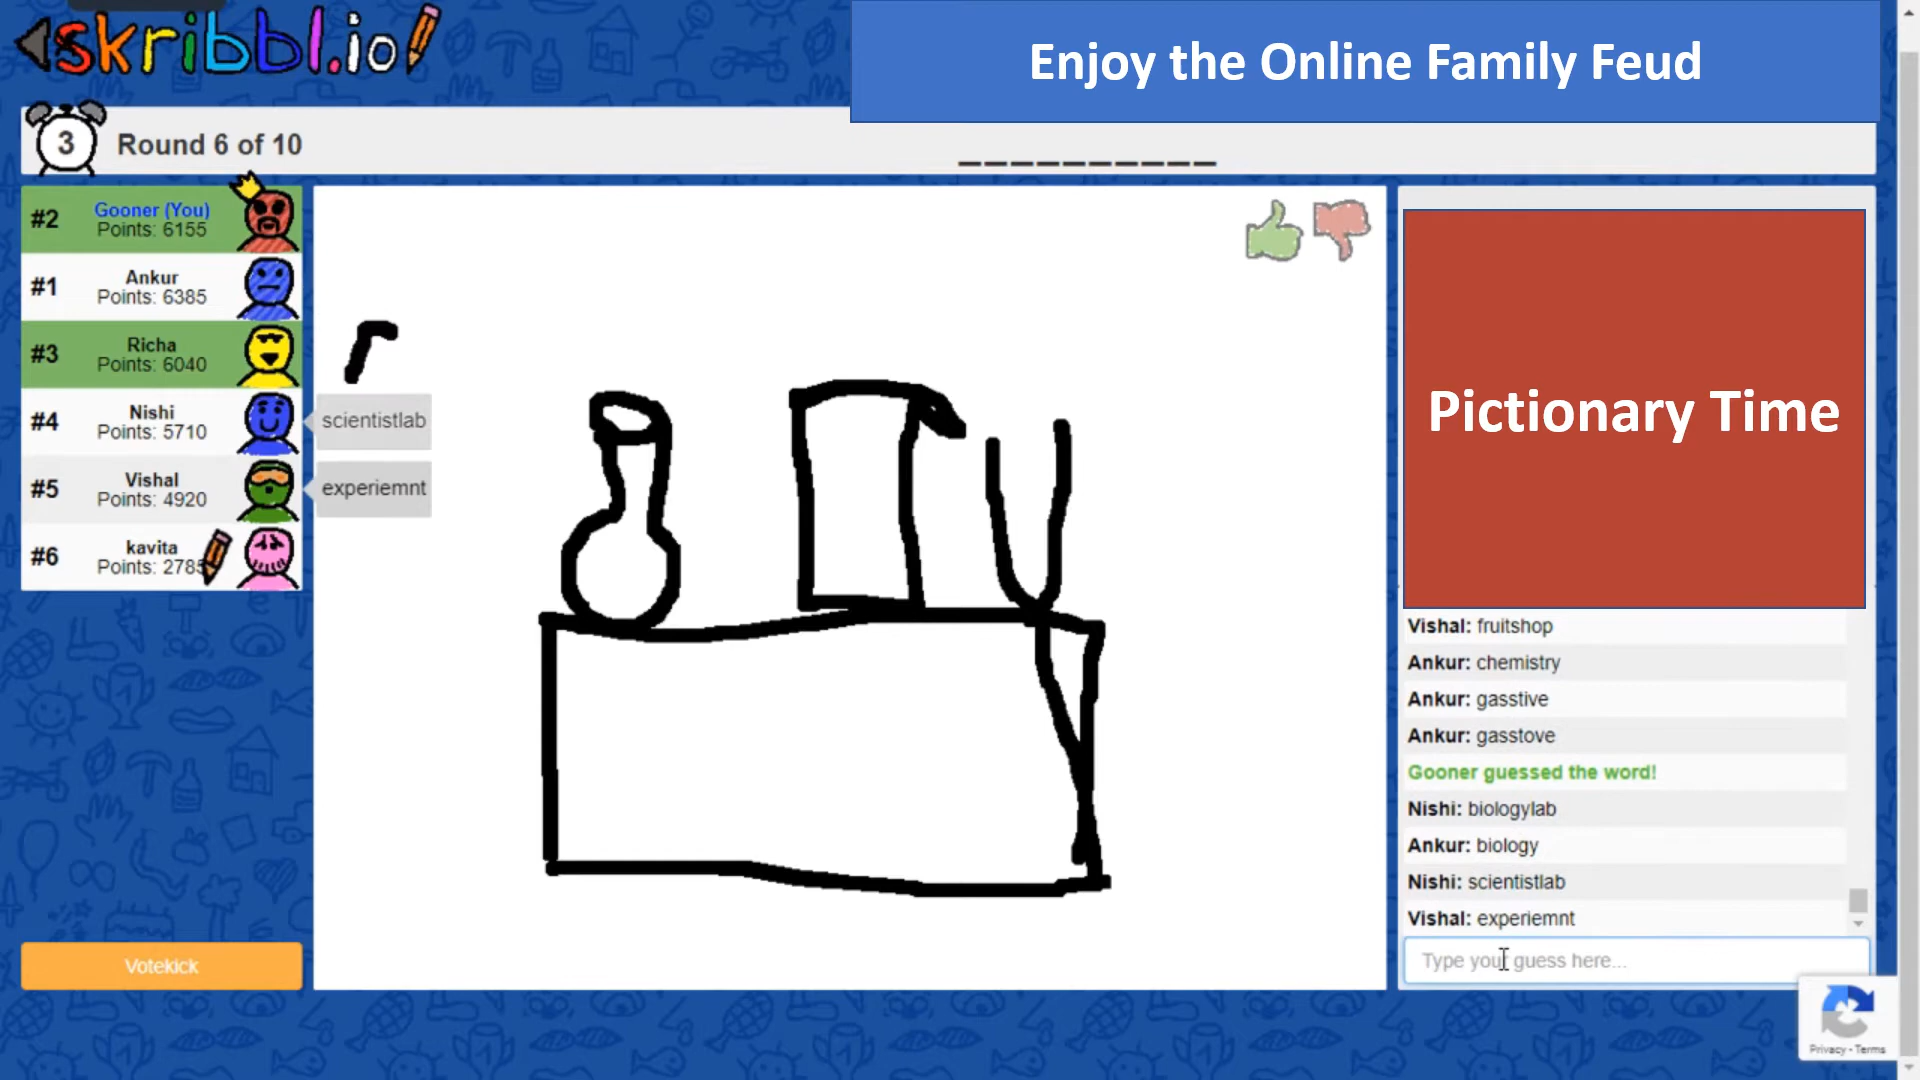 skribbl.io
Enjoy the Online Family Feud
3
Round 6 of 10
#2
Gooner (You)
Points: 6155
#1
Ankur
Points: 6385
#3
Richa
Points: 6040
#4
Nishi
Points: 5710
scientistlab
#5
Vishal
Points: 4920
experiemnt
#6
kavita
Points: 2785
Votekick
Pictionary Time
Vishal: fruitshop
Ankur: chemistry
Ankur: gasstive
Ankur: gasstove
Gooner guessed the word!
Nishi: biologylab
Ankur: biology
Nishi: scientistlab
Vishal: experiemnt
Type your guess here...
Privacy - Terms